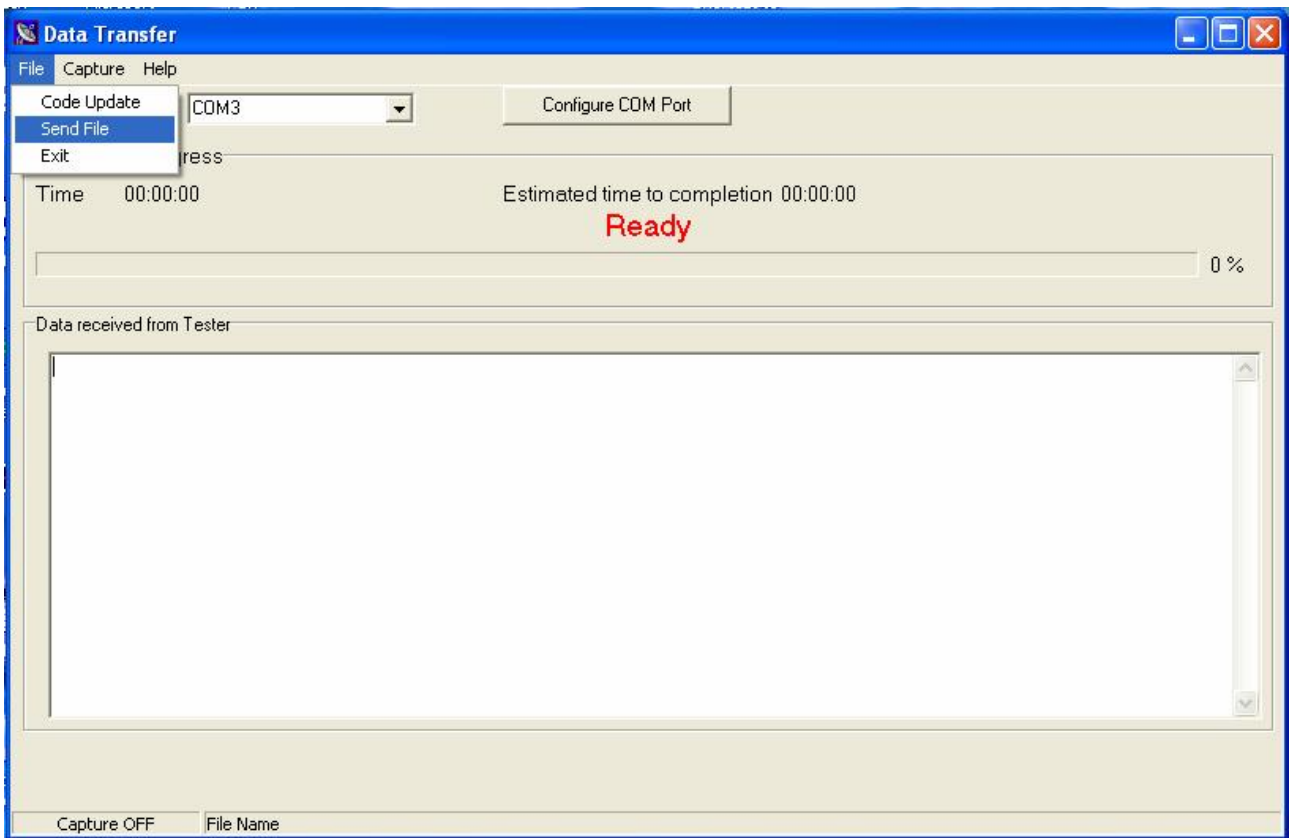 Data Transfer
File Capture Help
Code Update
COM3
Configure COM Port
Send File
Exit
ress
Time 00:00:00
Estimated time to completion 00:00:00
Ready
0 %
Data received from Tester
Capture OFF
File Name